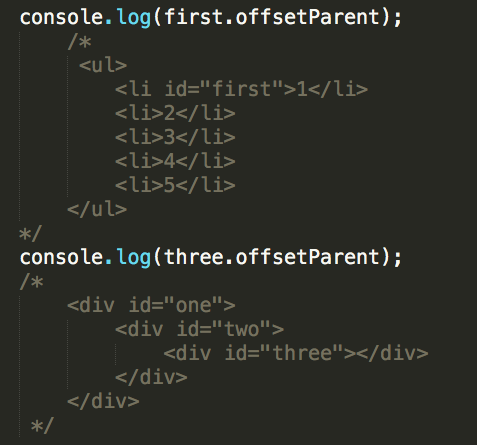 console.log(first.offsetParent);
/*
<ul>
<li id="first">1</li>
<li>2</li>
<li>3</li>
<li>4</li>
<li>5</li>
</ul>
*/
console.log(three.offsetParent);
/*
<div id="one">
<div id="two">
<div id="three"></div>
</div>
</div>
*/